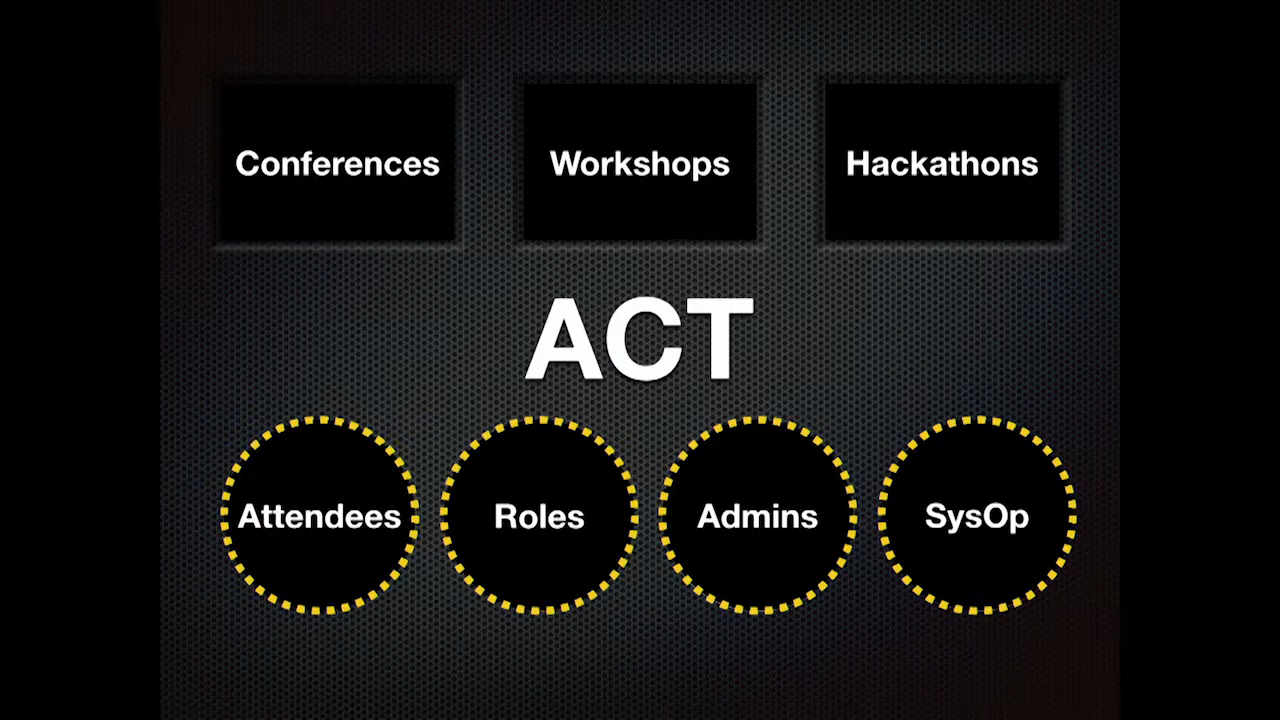 Conferences
Workshops
Hackathons
ACT
Attendees
Roles
Admins
SysOp